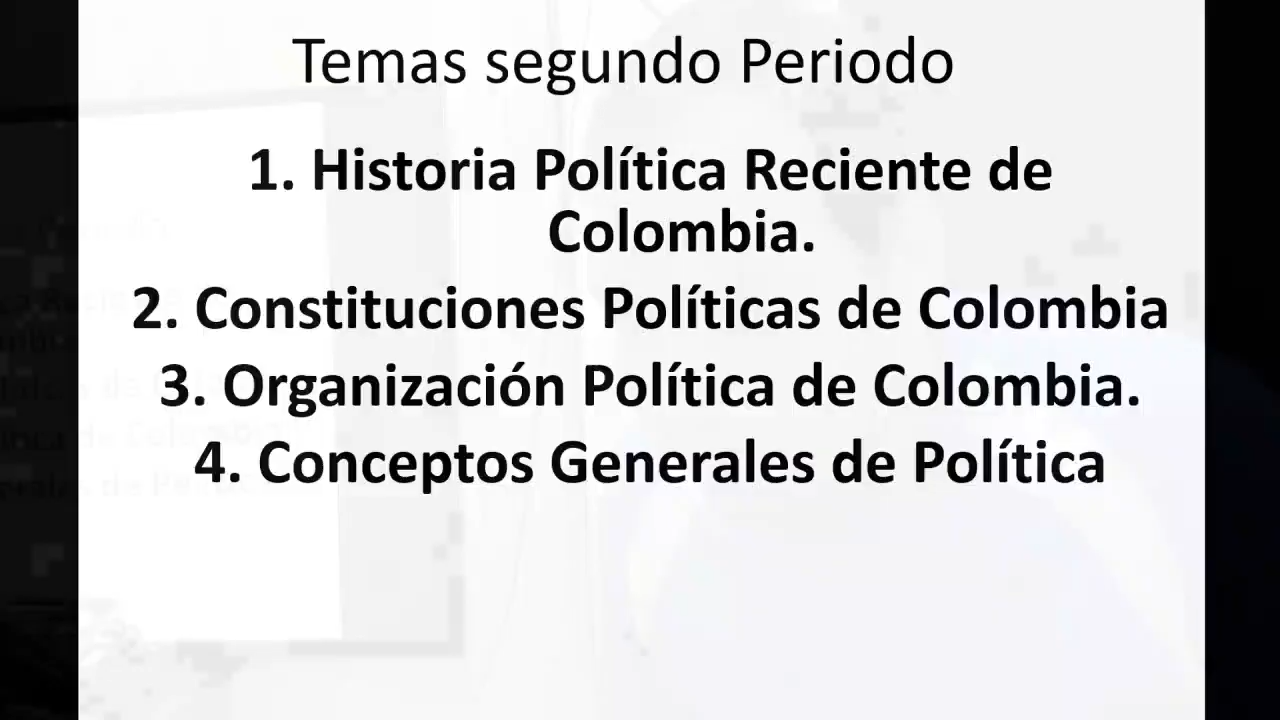 Temas segundo Periodo
1. Historia Política Reciente de
Colombia.
2. Constituciones Políticas de Colombia
3. Organización Política de Colombia.
4. Conceptos Generales de Política